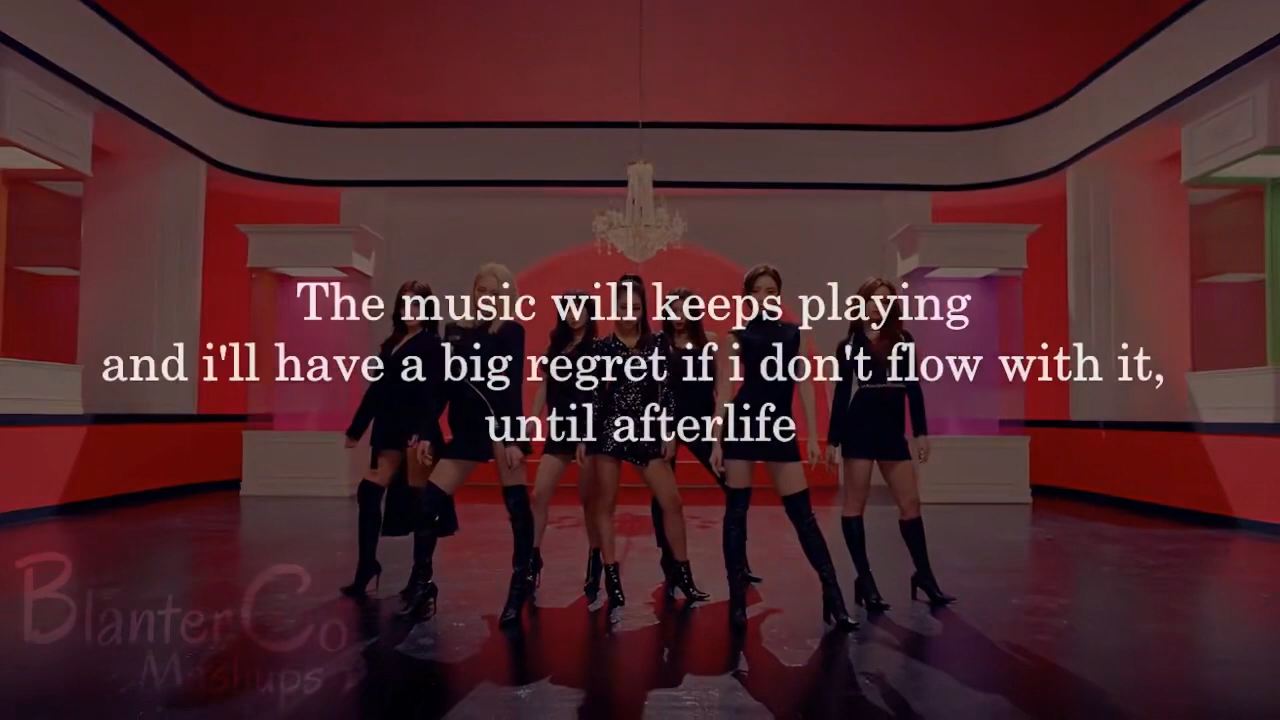 The music will keeps playing
and i'll have a big regret if i don't flow with it,
until afterlife
BlanterCo
Mashups